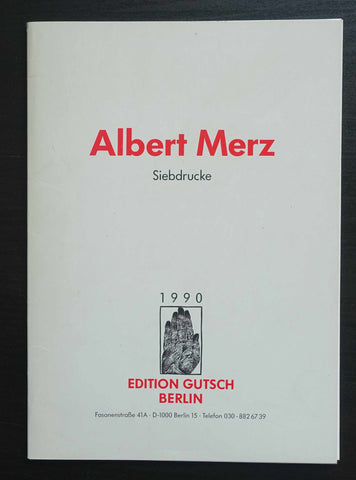 Albert Merz
Siebdrucke
1990
EDITION GUTSCH
BERLIN
Fasanenstraße 41A · D-1000 Berlin 15 · Telefon 030 - 882 67 39